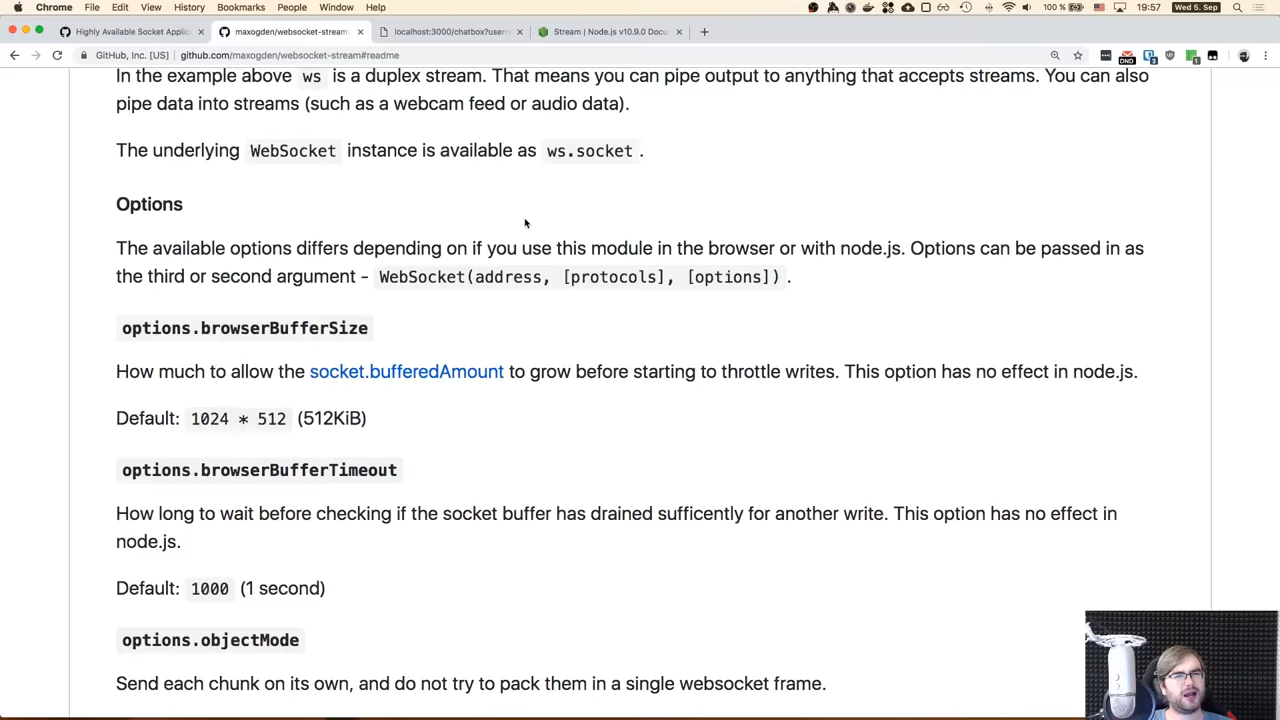 Chrome File Edit View History Bookmarks People Window Help 100 % 19:57 Wed 5. Sep
Highly Available Socket Applic × maxogden/websocket-stream × localhost:3000/chatbox?usern × Stream | Node.js v10.9.0 Docu × +
GitHub, Inc. [US] | github.com/maxogden/websocket-stream#readme DND 3 1
In the example above ws is a duplex stream. That means you can pipe output to anything that accepts streams. You can also
pipe data into streams (such as a webcam feed or audio data).
The underlying WebSocket instance is available as ws.socket .
Options
The available options differs depending on if you use this module in the browser or with node.js. Options can be passed in as
the third or second argument - WebSocket(address, [protocols], [options]) .
options.browserBufferSize
How much to allow the socket.bufferedAmount to grow before starting to throttle writes. This option has no effect in node.js.
Default: 1024 * 512 (512KiB)
options.browserBufferTimeout
How long to wait before checking if the socket buffer has drained sufficently for another write. This option has no effect in
node.js.
Default: 1000 (1 second)
options.objectMode
Send each chunk on its own, and do not try to pack them in a single websocket frame.